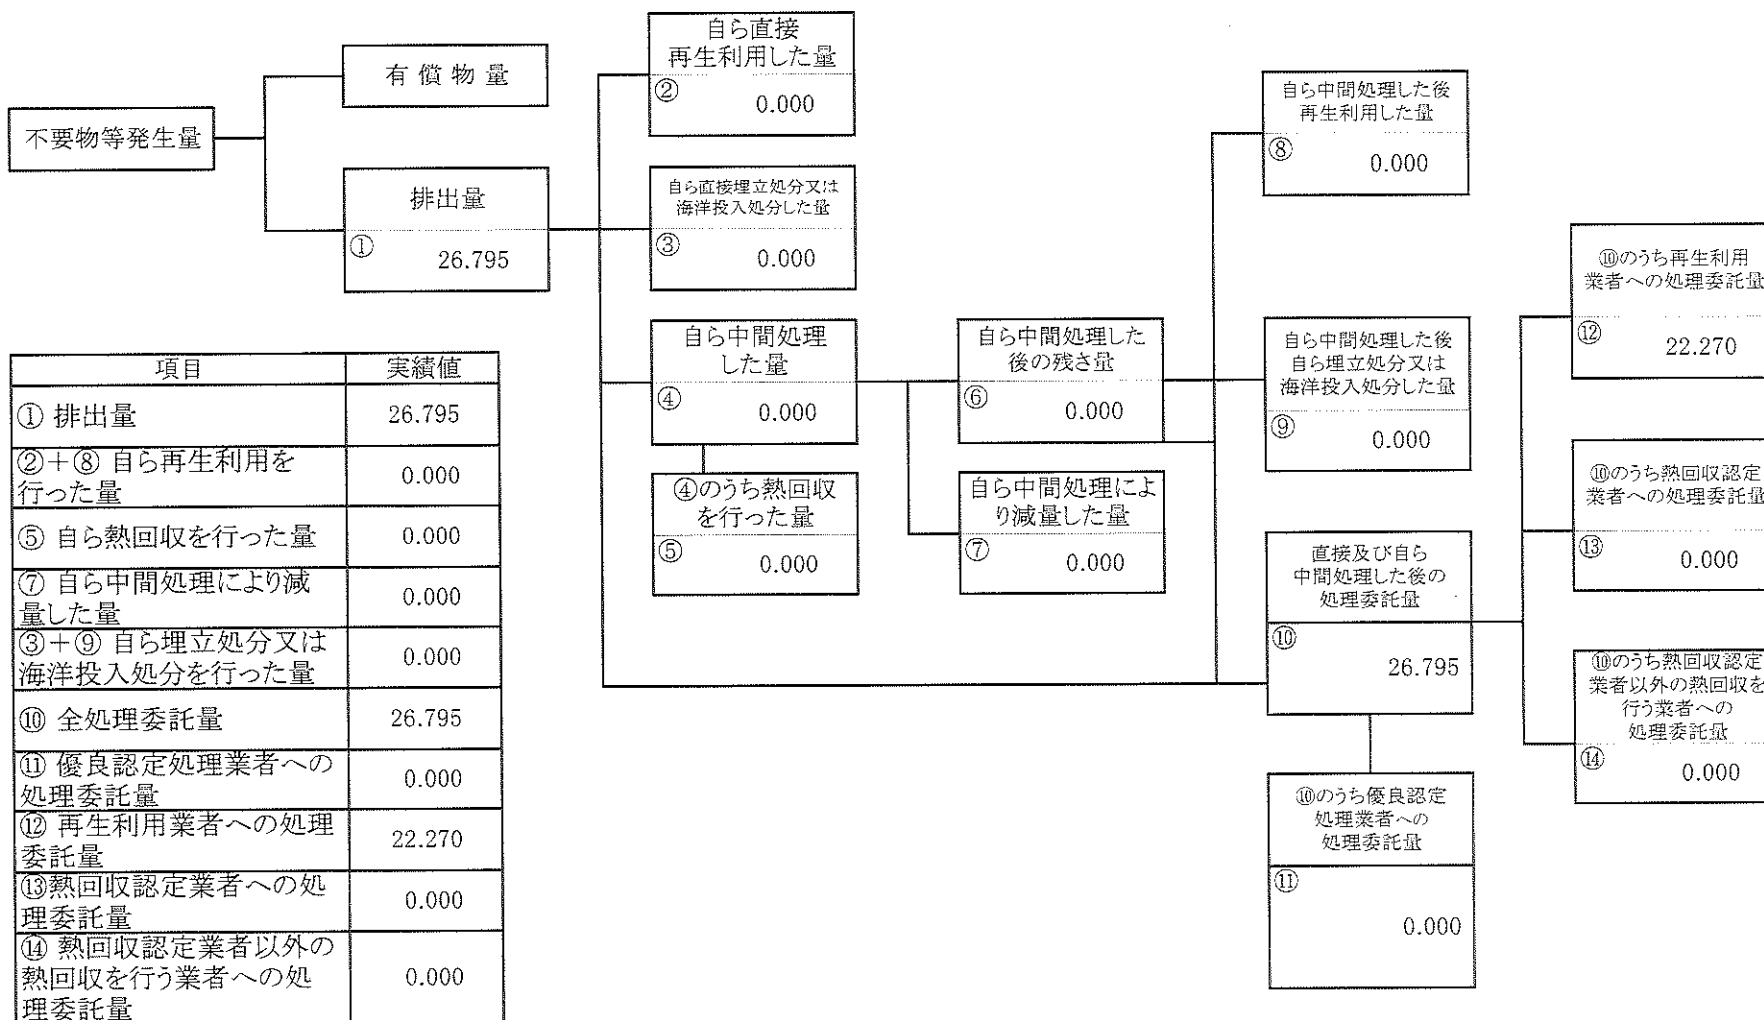 不要物等発生量
有 償 物 量
排出量
①
26.795
自ら直接
再生利用した量
②
0.000
自ら直接埋立処分又は
海洋投入処分した量
③
0.000
自ら中間処理
した量
④
0.000
④のうち熱回収
を行った量
⑤
0.000
自ら中間処理した
後の残さ量
⑥
0.000
自ら中間処理によ
り減量した量
⑦
0.000
自ら中間処理した後
再生利用した量
⑧
0.000
自ら中間処理した後
自ら埋立処分又は
海洋投入処分した量
⑨
0.000
直接及び自ら
中間処理した後の
処理委託量
⑩
26.795
⑩のうち優良認定
処理業者への
処理委託量
⑪
0.000
⑩のうち再生利用
業者への処理委託量
⑫
22.270
⑩のうち熱回収認定
業者への処理委託量
⑬
0.000
⑩のうち熱回収認定
業者以外の熱回収を
行う業者への
処理委託量
⑭
0.000
項目 実績値
① 排出量 26.795
②+⑧ 自ら再生利用を
行った量 0.000
⑤ 自ら熱回収を行った量 0.000
⑦ 自ら中間処理により減
量した量 0.000
③+⑨ 自ら埋立処分又は
海洋投入処分を行った量 0.000
⑩ 全処理委託量 26.795
⑪ 優良認定処理業者への
処理委託量 0.000
⑫ 再生利用業者への処理
委託量 22.270
⑬熱回収認定業者への処
理委託量 0.000
⑭ 熱回収認定業者以外の
熱回収を行う業者への処
理委託量 0.000